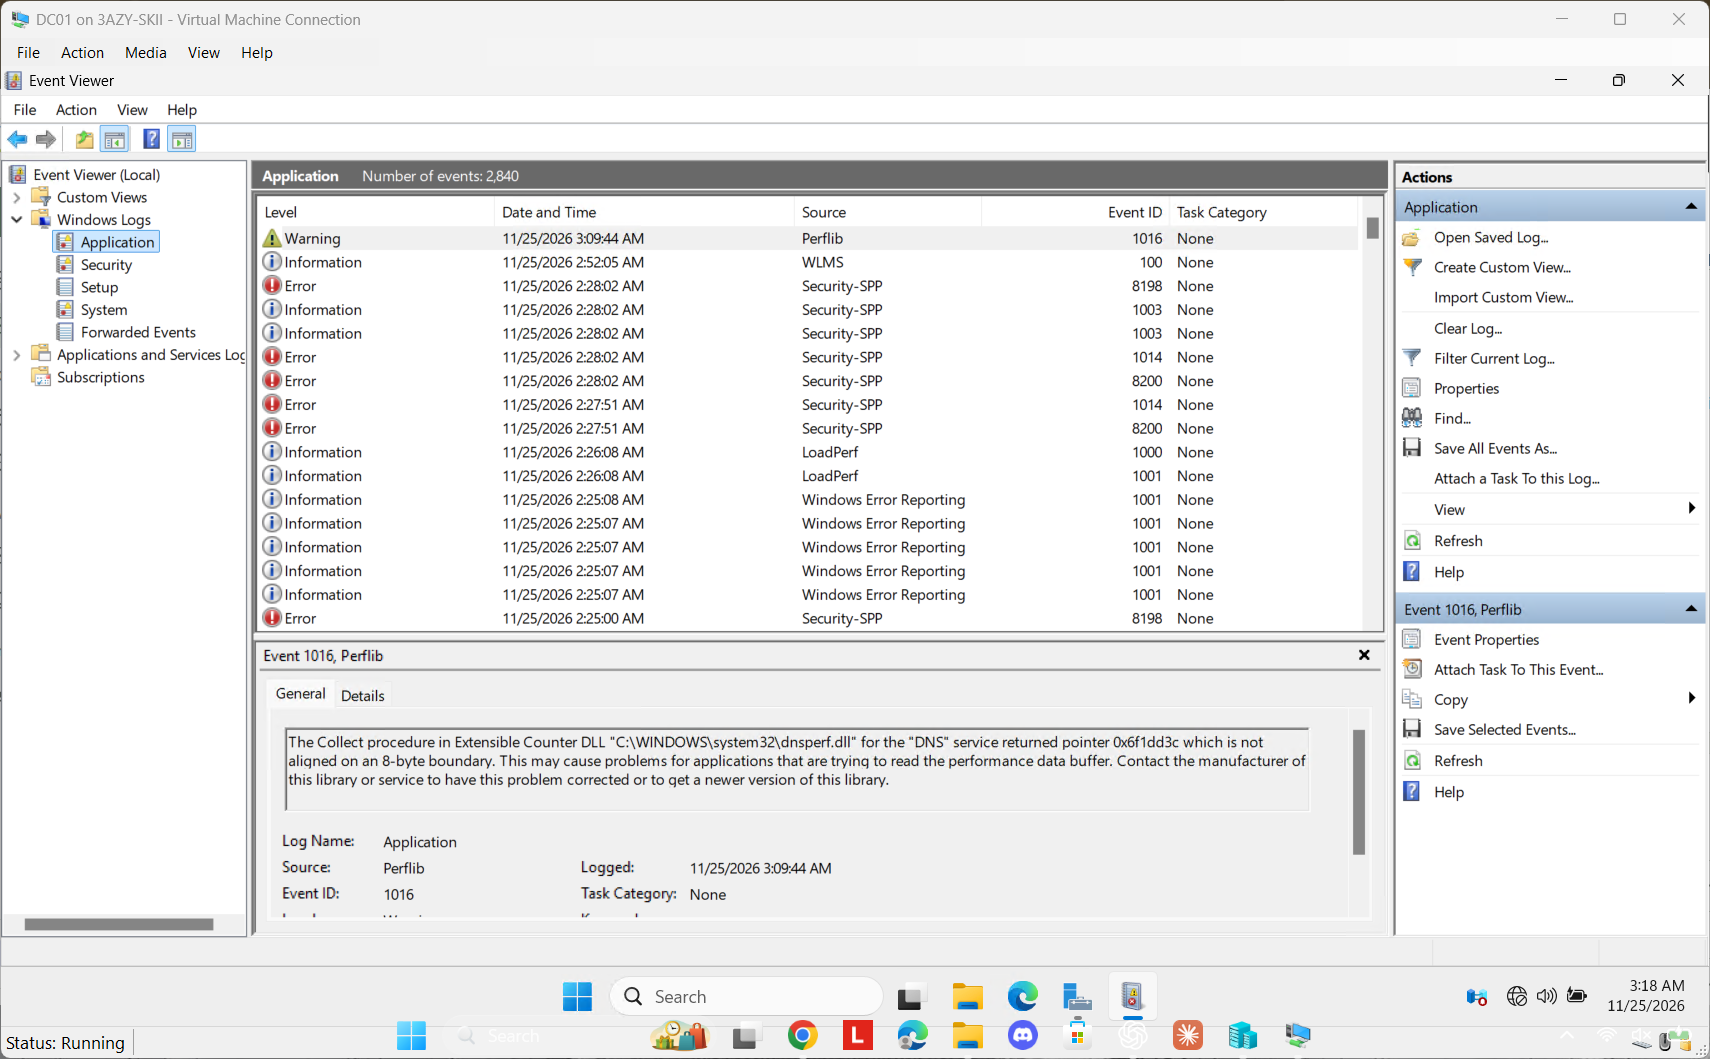 DC01 on 3AZY-SKII - Virtual Machine Connection
File Action Media View Help
Event Viewer
File Action View Help
Event Viewer (Local)
Custom Views
Windows Logs
Application
Security
Setup
System
Forwarded Events
Applications and Services Log
Subscriptions
Application Number of events: 2,840
Level Date and Time Source Event ID Task Category
Warning 11/25/2026 3:09:44 AM Perflib 1016 None
Information 11/25/2026 2:52:05 AM WLMS 100 None
Error 11/25/2026 2:28:02 AM Security-SPP 8198 None
Information 11/25/2026 2:28:02 AM Security-SPP 1003 None
Information 11/25/2026 2:28:02 AM Security-SPP 1003 None
Error 11/25/2026 2:28:02 AM Security-SPP 1014 None
Error 11/25/2026 2:28:02 AM Security-SPP 8200 None
Error 11/25/2026 2:27:51 AM Security-SPP 1014 None
Error 11/25/2026 2:27:51 AM Security-SPP 8200 None
Information 11/25/2026 2:26:08 AM LoadPerf 1000 None
Information 11/25/2026 2:26:08 AM LoadPerf 1001 None
Information 11/25/2026 2:25:08 AM Windows Error Reporting 1001 None
Information 11/25/2026 2:25:07 AM Windows Error Reporting 1001 None
Information 11/25/2026 2:25:07 AM Windows Error Reporting 1001 None
Information 11/25/2026 2:25:07 AM Windows Error Reporting 1001 None
Information 11/25/2026 2:25:07 AM Windows Error Reporting 1001 None
Error 11/25/2026 2:25:00 AM Security-SPP 8198 None
Event 1016, Perflib
General Details
The Collect procedure in Extensible Counter DLL "C:\WINDOWS\system32\dnsperf.dll" for the "DNS" service returned pointer 0x6f1dd3c which is not
aligned on an 8-byte boundary. This may cause problems for applications that are trying to read the performance data buffer. Contact the manufacturer of
this library or service to have this problem corrected or to get a newer version of this library.
Log Name: Application
Source: Perflib Logged: 11/25/2026 3:09:44 AM
Event ID: 1016 Task Category: None
Actions
Application
Open Saved Log...
Create Custom View...
Import Custom View...
Clear Log...
Filter Current Log...
Properties
Find...
Save All Events As...
Attach a Task To this Log...
View
Refresh
Help
Event 1016, Perflib
Event Properties
Attach Task To This Event...
Copy
Save Selected Events...
Refresh
Help
Search
3:18 AM
11/25/2026
Search
L
Status: Running